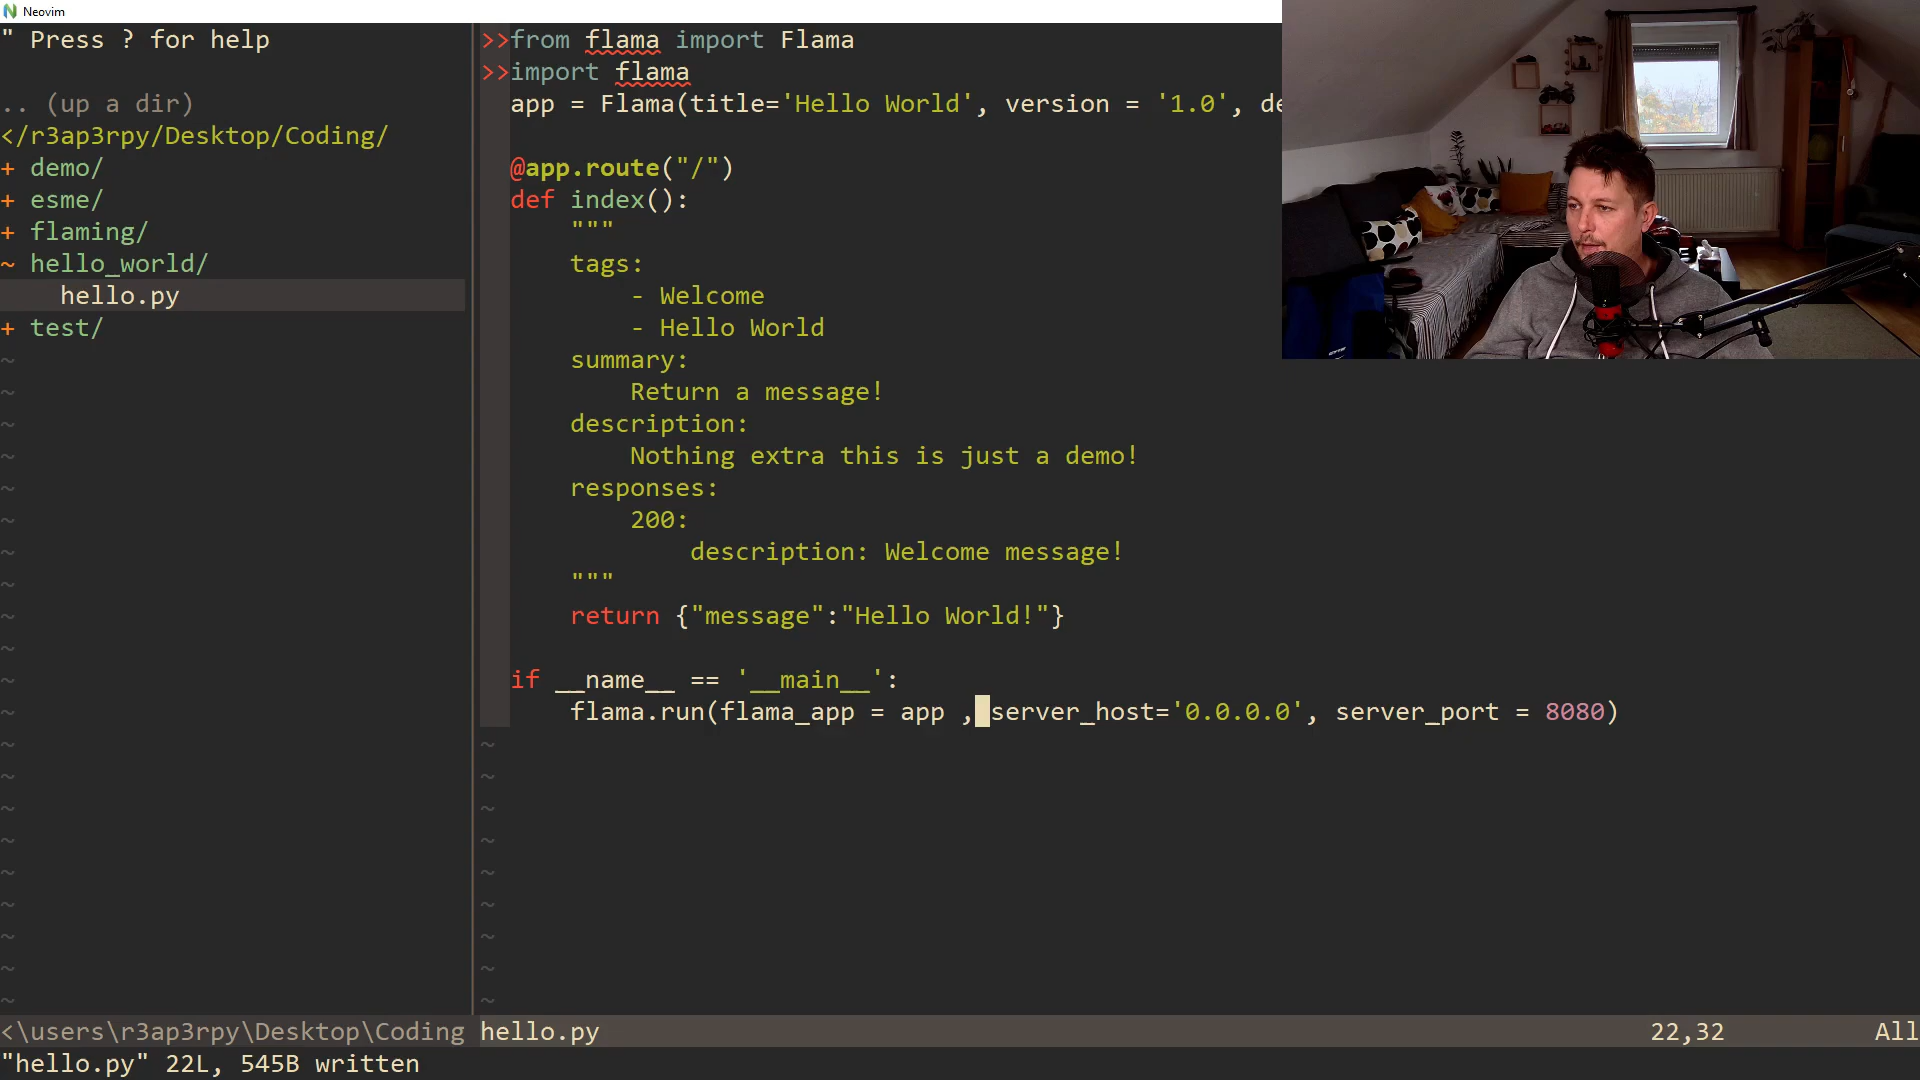 Neovim
" Press ? for help
.. (up a dir)
</r3ap3rpy/Desktop/Coding/
+ demo/
+ esme/
+ flaming/
~ hello_world/
hello.py
+ test/
>>from flama import Flama
>>import flama
app = Flama(title='Hello World', version = '1.0', de
@app.route("/")
def index():
"""
tags:
- Welcome
- Hello World
summary:
Return a message!
description:
Nothing extra this is just a demo!
responses:
200:
description: Welcome message!
"""
return {"message":"Hello World!"}
if __name__ == '__main__':
flama.run(flama_app = app , server_host='0.0.0.0', server_port = 8080)
<\users\r3ap3rpy\Desktop\Coding hello.py 22,32 All
"hello.py" 22L, 545B written